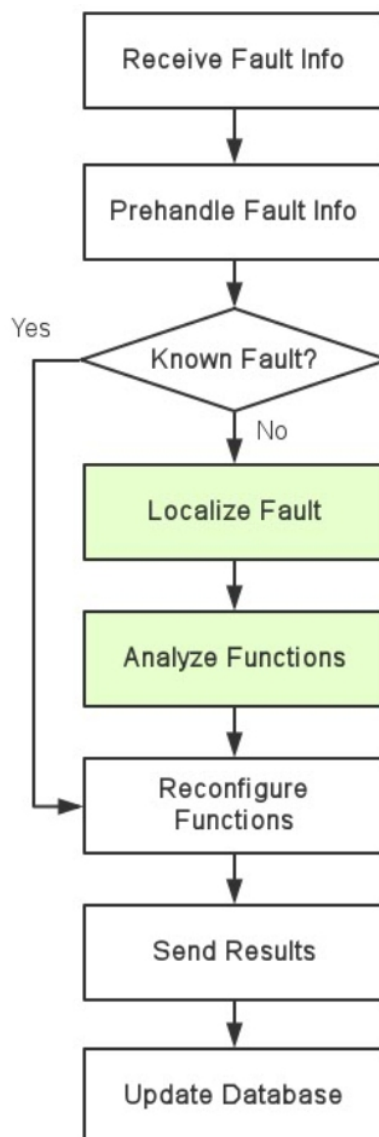 Receive Fault Info
Prehandle Fault Info
Yes
Known Fault?
No
Localize Fault
Analyze Functions
Reconfigure
Functions
Send Results
Update Database